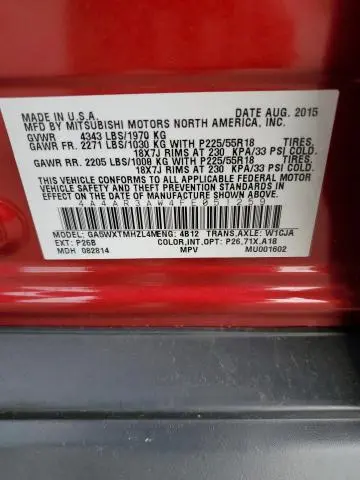 MADE IN U.S.A. DATE AUG. 2015
MFD BY MITSUBISHI MOTORS NORTH AMERICA, INC.
GVWR 4343 LBS/1970 KG
GAWR FR. 2271 LBS/1030 KG WITH P225/55R18 TIRES,
18X7J RIMS AT 230 KPA/33 PSI COLD.
GAWR RR. 2205 LBS/1000 KG WITH P225/55R18 TIRES,
18X7J RIMS AT 230 KPA/33 PSI COLD.
THIS VEHICLE CONFORMS TO ALL APPLICABLE FEDERAL
MOTOR VEHICLE SAFETY AND THEFT PREVENTION STANDARDS IN
EFFECT ON THE DATE OF MANUFACTURE SHOWN ABOVE.
4A4AR3AW4FE051259
MODEL: GA5WXTMHZL4M ENG: 4B12 TRANS.AXLE: W1CJA
EXT: P26B COLOR,INT,OPT: P26,71X,A18
MDH 082814 MPV MU001602